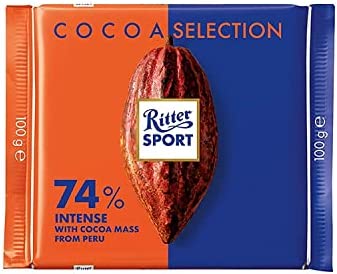 COCOA SELECTION
100 g e
Ritter
SPORT
100 g e
74%
INTENSE
WITH COCOA MASS
FROM PERU